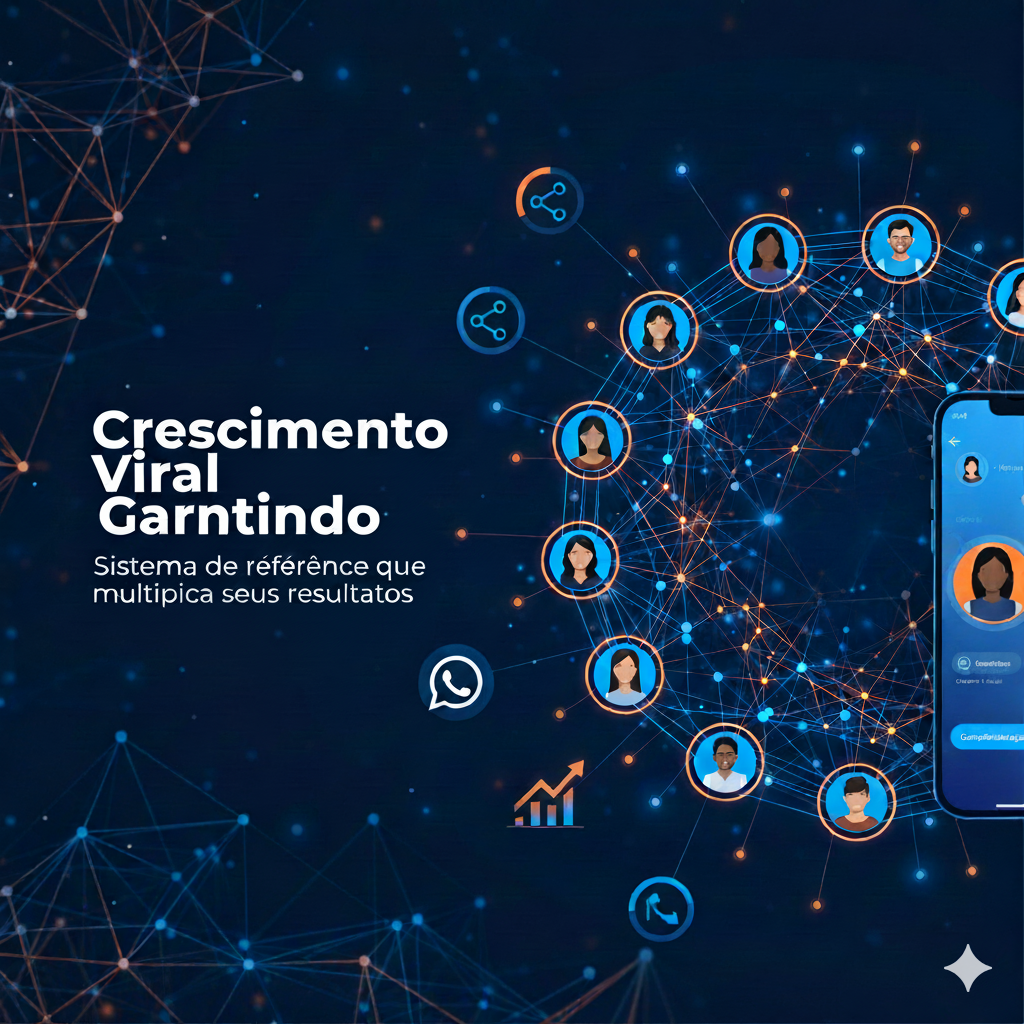 Crescimento
Viral
Garntindo
Sistema de référênce que
multipica seus resultatos